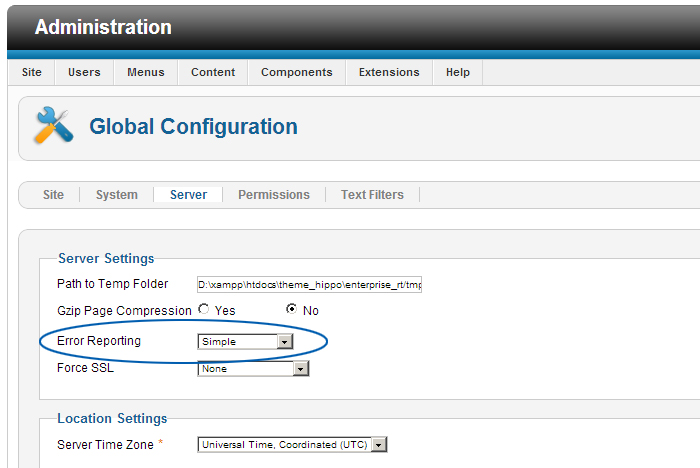 Administration
Site Users Menus Content Components Extensions Help
Global Configuration
Site System Server Permissions Text Filters
Server Settings
Path to Temp Folder D:\xampp\htdocs\theme_hippo\enterprise_rt/tmp
Gzip Page Compression Yes No
Error Reporting Simple
Force SSL None
Location Settings
Server Time Zone * Universal Time, Coordinated (UTC)